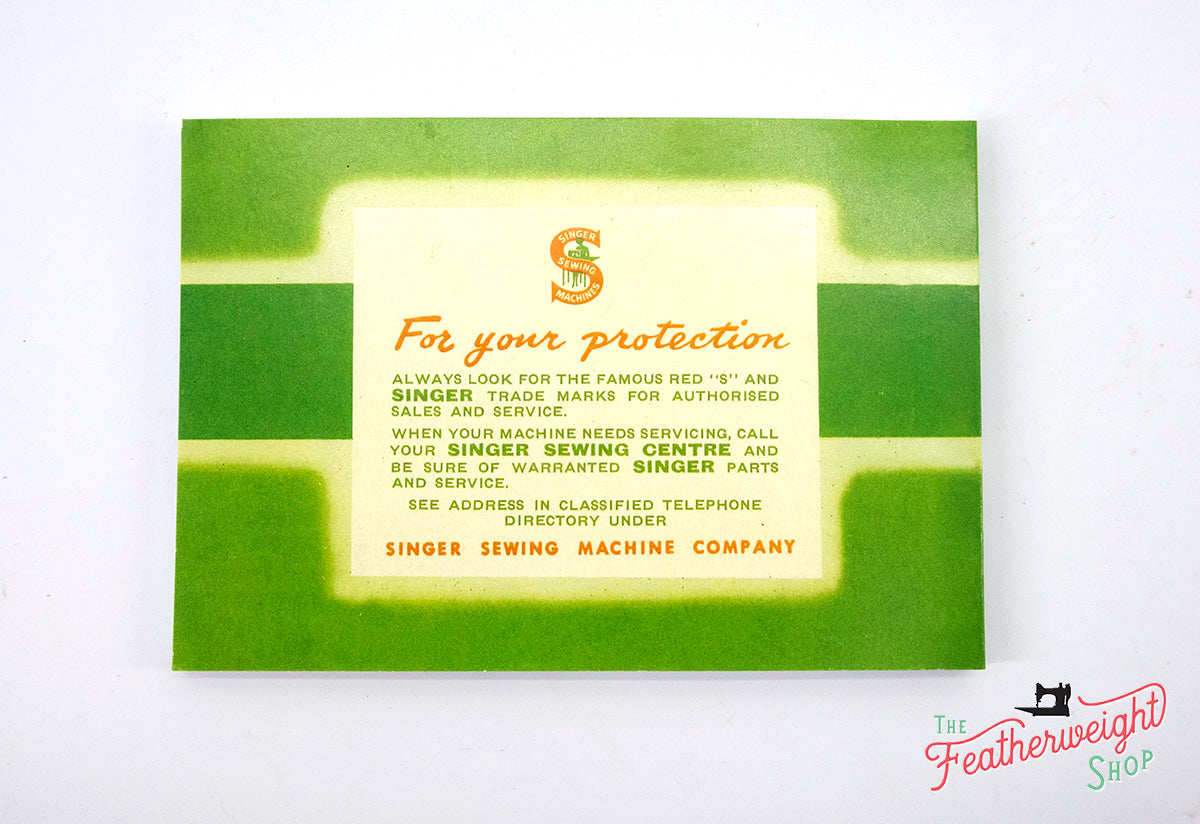 SINGER
SEWING
MACHINES
For your protection
ALWAYS LOOK FOR THE FAMOUS RED "S" AND
SINGER TRADE MARKS FOR AUTHORISED
SALES AND SERVICE.
WHEN YOUR MACHINE NEEDS SERVICING, CALL
YOUR SINGER SEWING CENTRE AND
BE SURE OF WARRANTED SINGER PARTS
AND SERVICE.
SEE ADDRESS IN CLASSIFIED TELEPHONE
DIRECTORY UNDER
SINGER SEWING MACHINE COMPANY
THE
Featherweight
SHOP